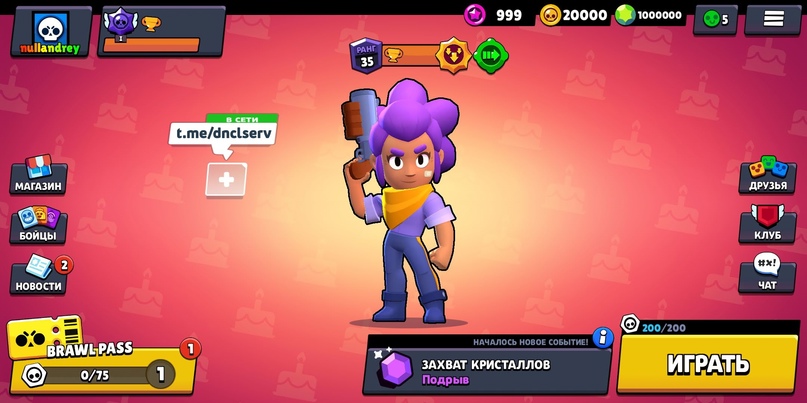 999
20000
1000000
5
nullandrey
1
РАНГ
35
В СЕТИ
t.me/dnclserv
МАГАЗИН
ДРУЗЬЯ
БОЙЦЫ
КЛУБ
2
НОВОСТИ
#x!
ЧАТ
BRAWL PASS
1
0/75
1
НАЧАЛОСЬ НОВОЕ СОБЫТИЕ!
i
ЗАХВАТ КРИСТАЛЛОВ
Подрыв
200/200
ИГРАТЬ